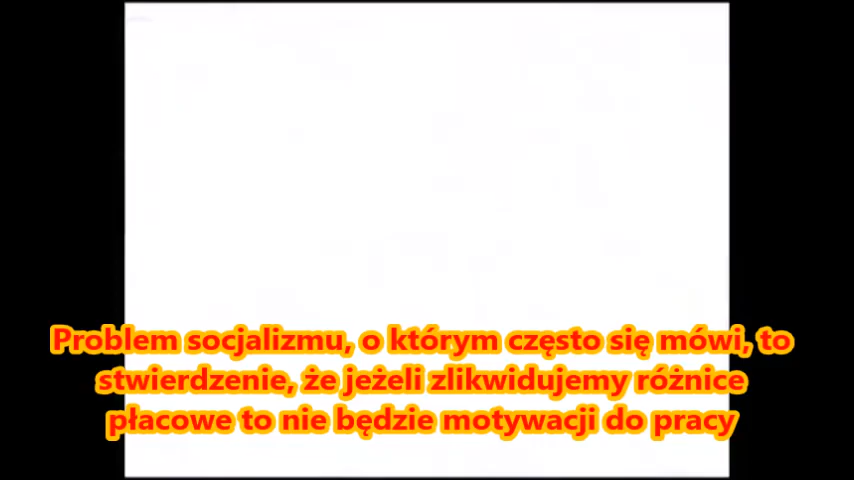 Problem socjalizmu, o którym często się mówi, to
stwierdzenie, że jeżeli zlikwidujemy różnice
płacowe to nie będzie motywacji do pracy